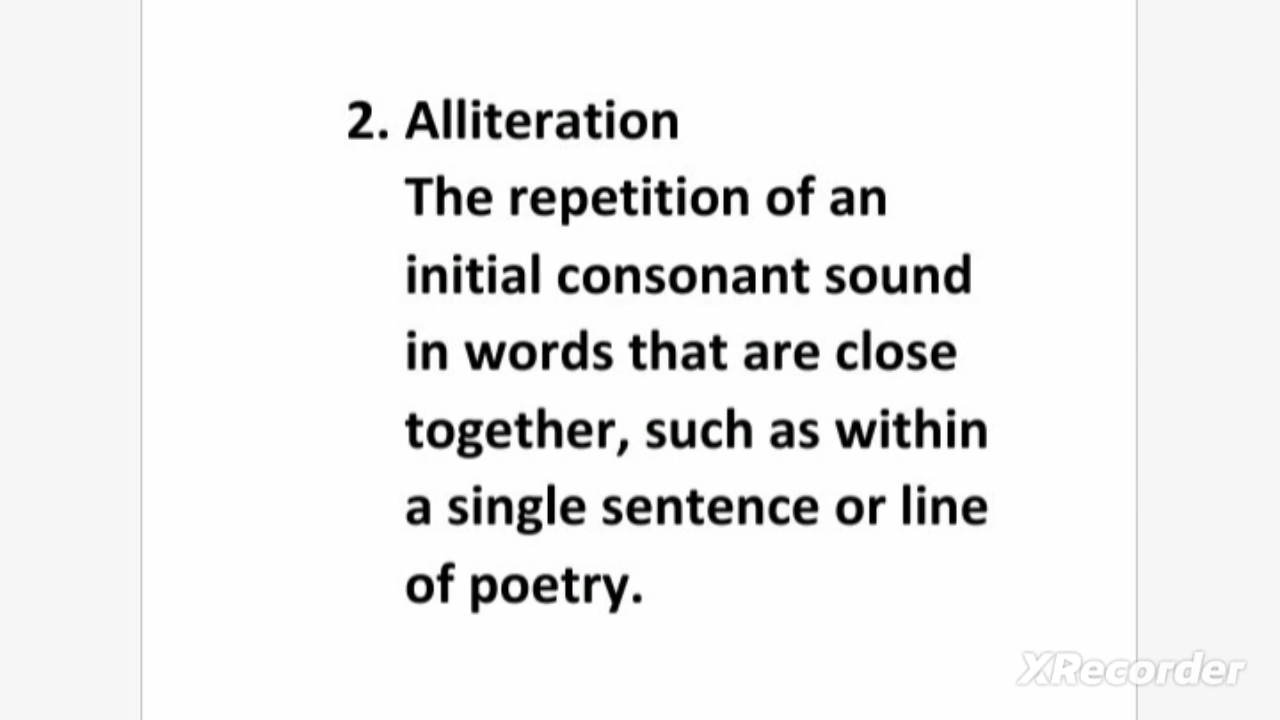 2. Alliteration
The repetition of an
initial consonant sound
in words that are close
together, such as within
a single sentence or line
of poetry.
XRecorder